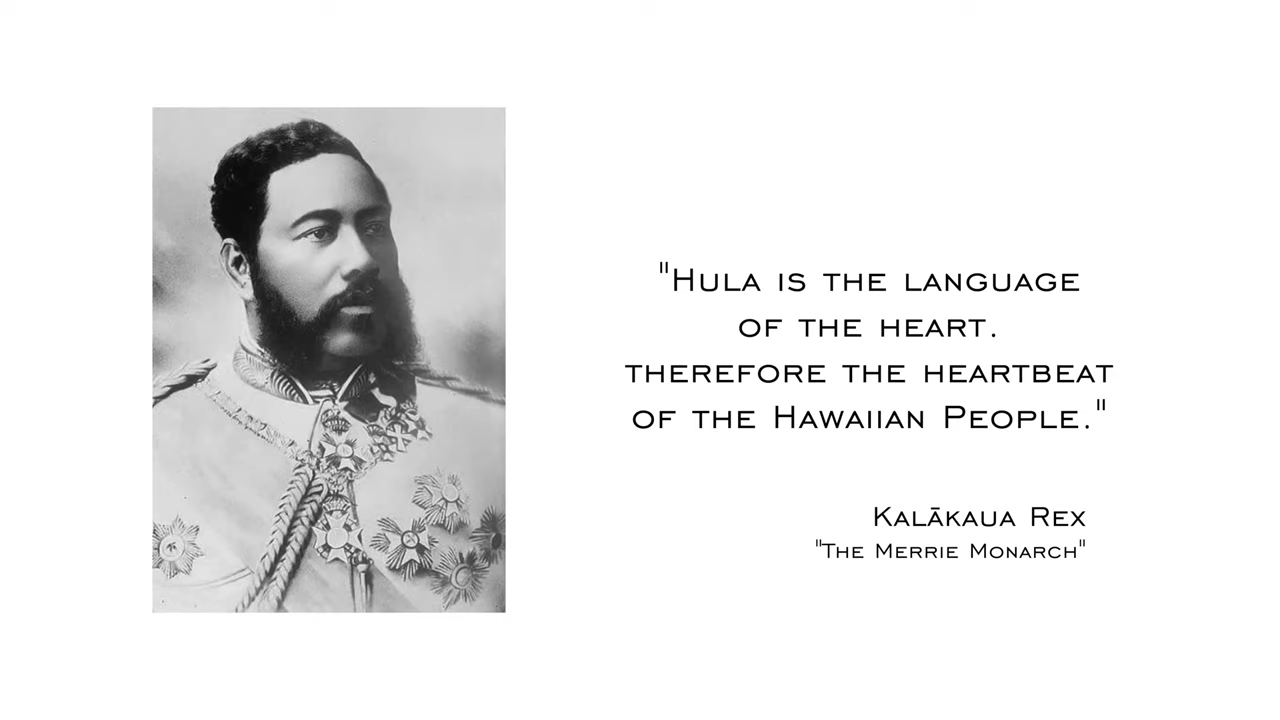 "Hula is the language
of the heart.
therefore the heartbeat
of the Hawaiian People."
Kalākaua Rex
"The Merrie Monarch"